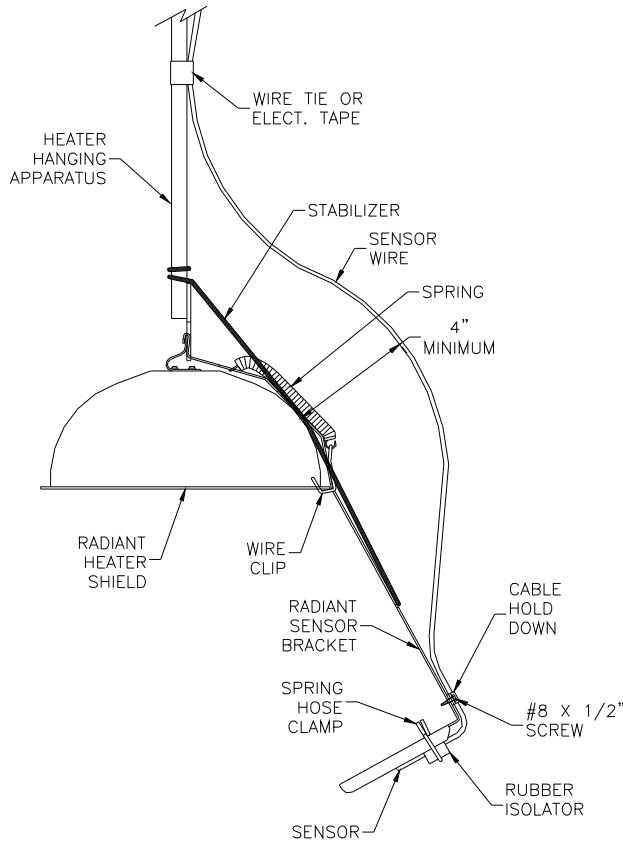 WIRE TIE OR
ELECT. TAPE
HEATER
HANGING
APPARATUS
STABILIZER
SENSOR
WIRE
SPRING
4"
MINIMUM
RADIANT
HEATER
SHIELD
WIRE
CLIP
RADIANT
SENSOR
BRACKET
CABLE
HOLD
DOWN
SPRING
HOSE
CLAMP
#8 X 1/2"
SCREW
RUBBER
ISOLATOR
SENSOR